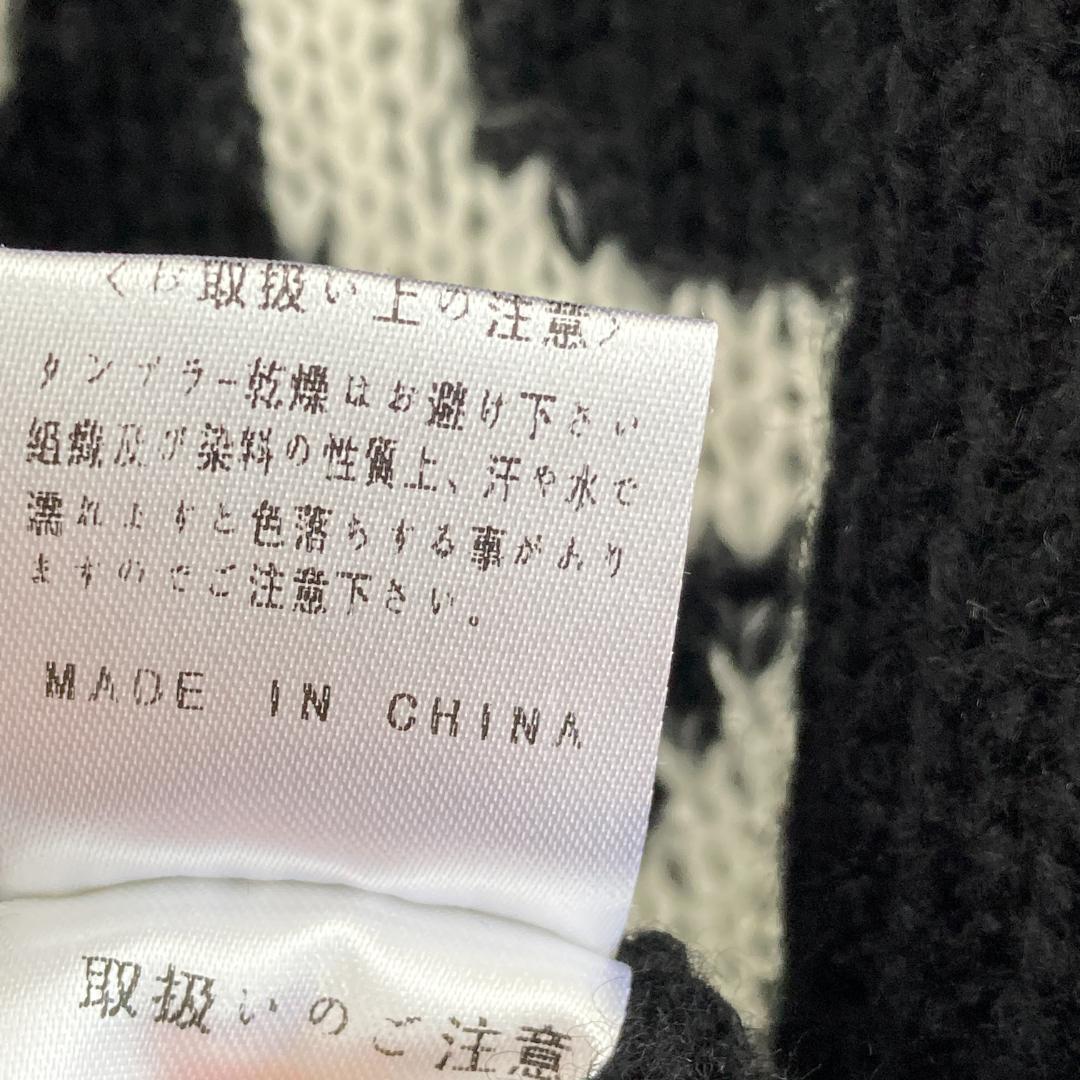 〈お取扱い上の注意〉
タンブラー乾燥はお避け下さい
組織及び染料の性質上、汗や水で
濡れますと色落ちする事があり
ますのでご注意下さい。
MADE IN CHINA
取扱いのご注意